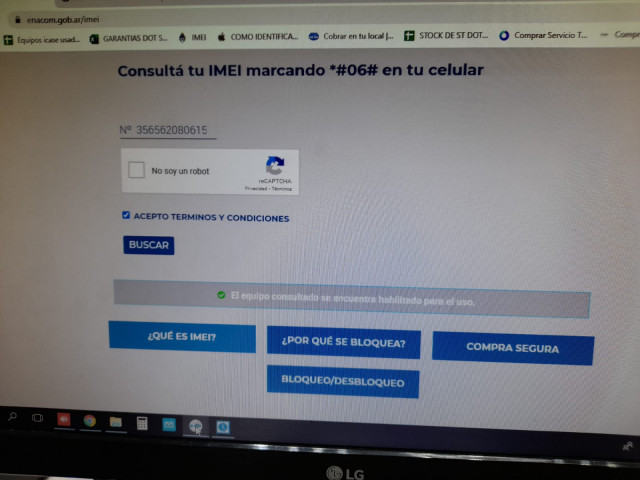 enacom.gob.ar/imei
Equipos icase usad... GARANTIAS DOT S... IMEI COMO IDENTIFICA... Cobrar en tu local |... STOCK DE ST DOT... Comprar Servicio T... Compr
Consultá tu IMEI marcando *#06# en tu celular
Nº 356562080615
No soy un robot
reCAPTCHA
Privacidad - Términos
ACEPTO TERMINOS Y CONDICIONES
BUSCAR
El equipo consultado se encuentra habilitado para el uso.
¿QUÉ ES IMEI? ¿POR QUÉ SE BLOQUEA? COMPRA SEGURA
BLOQUEO/DESBLOQUEO
LG